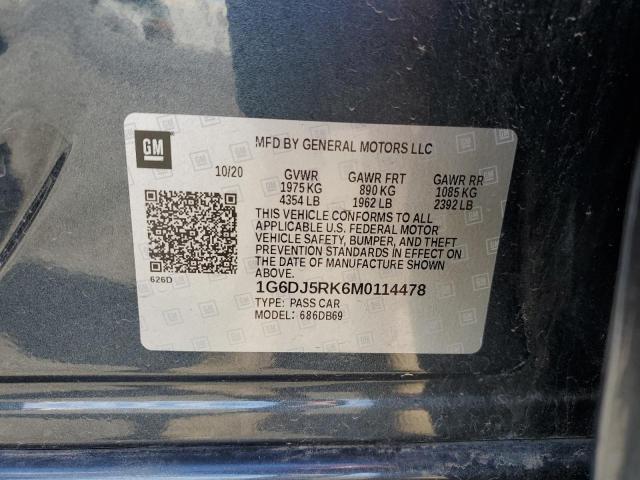 GM
MFD BY GENERAL MOTORS LLC
10/20 GVWR GAWR FRT GAWR RR
1975 KG 890 KG 1085 KG
4354 LB 1962 LB 2392 LB
THIS VEHICLE CONFORMS TO ALL
APPLICABLE U.S. FEDERAL MOTOR
VEHICLE SAFETY, BUMPER, AND THEFT
PREVENTION STANDARDS IN EFFECT ON
THE DATE OF MANUFACTURE SHOWN
ABOVE.
626D
1G6DJ5RK6M0114478
TYPE: PASS CAR
MODEL: 686DB69